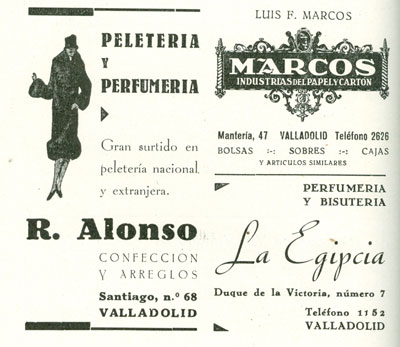 PELETERIA
Y
PERFUMERIA
Gran surtido en
peletería nacional
y extranjera.
R. Alonso
CONFECCION
Y ARREGLOS
Santiago, n.º 68
VALLADOLID
LUIS F. MARCOS
MARCOS
INDUSTRIAS DEL PAPEL Y CARTON
Mantería, 47 VALLADOLID Teléfono 2626
BOLSAS :-: SOBRES :-: CAJAS
Y ARTICULOS SIMILARES
PERFUMERIA
Y BISUTERIA
La Egipcia
Duque de la Victoria, número 7
Teléfono 1152
VALLADOLID